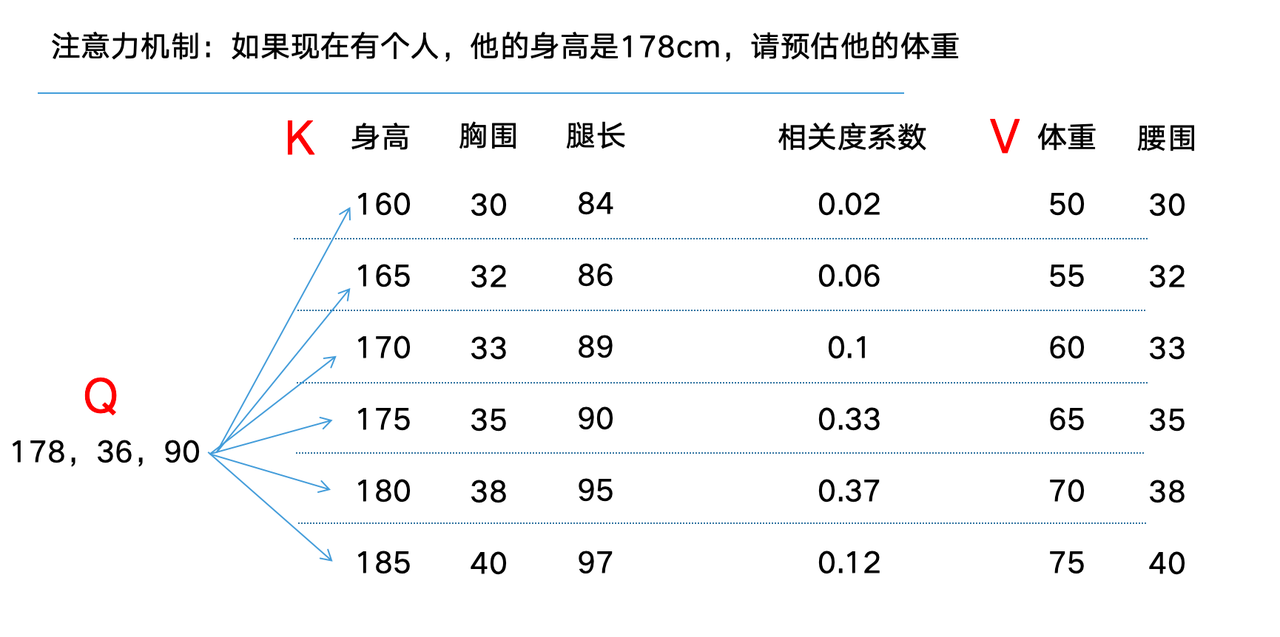 注意力机制：如果现在有个人，他的身高是178cm，请预估他的体重
K 身高 胸围 腿长 相关度系数 V 体重 腰围
160 30 84 0.02 50 30
165 32 86 0.06 55 32
170 33 89 0.1 60 33
Q
175 35 90 0.33 65 35
178，36，90
180 38 95 0.37 70 38
185 40 97 0.12 75 40